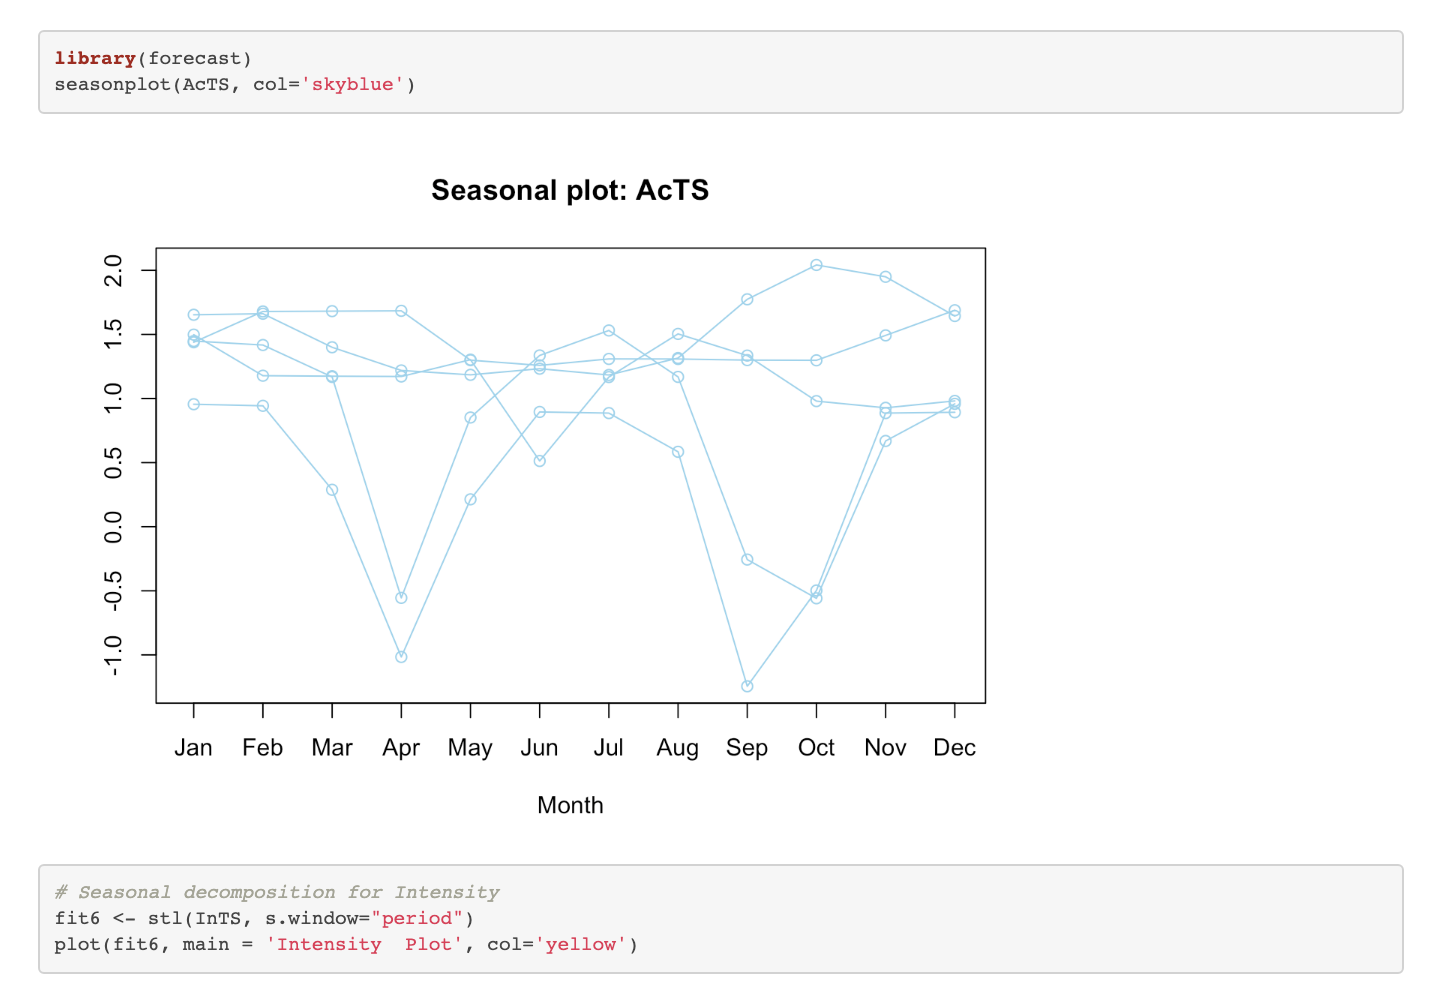 library(forecast)
seasonplot(AcTS, col='skyblue')
Seasonal plot: AcTS
2.0
1.5
1.0
0.5
0.0
-0.5
-1.0
Jan Feb Mar Apr May Jun Jul Aug Sep Oct Nov Dec
Month
# Seasonal decomposition for Intensity
fit6 <- stl(InTS, s.window="period")
plot(fit6, main = 'Intensity  Plot', col='yellow')